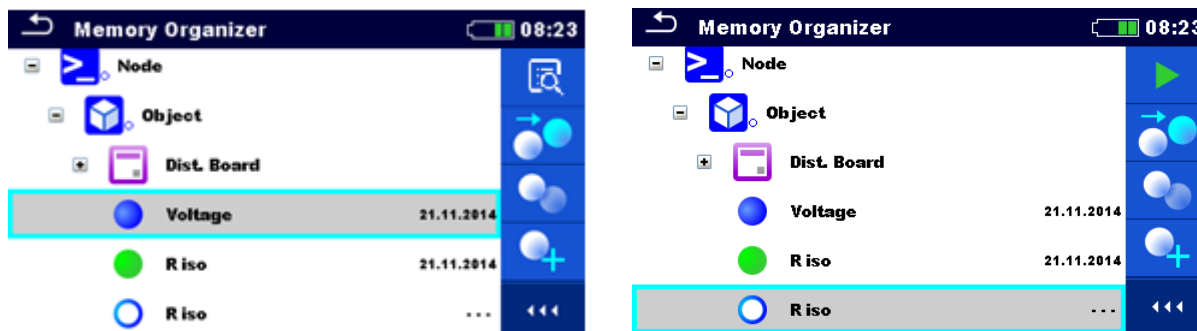 Memory Organizer 08:23
Node
Object
Dist. Board
Voltage 21.11.2014
R iso 21.11.2014
R iso ---
Memory Organizer 08:23
Node
Object
Dist. Board
Voltage 21.11.2014
R iso 21.11.2014
R iso ---